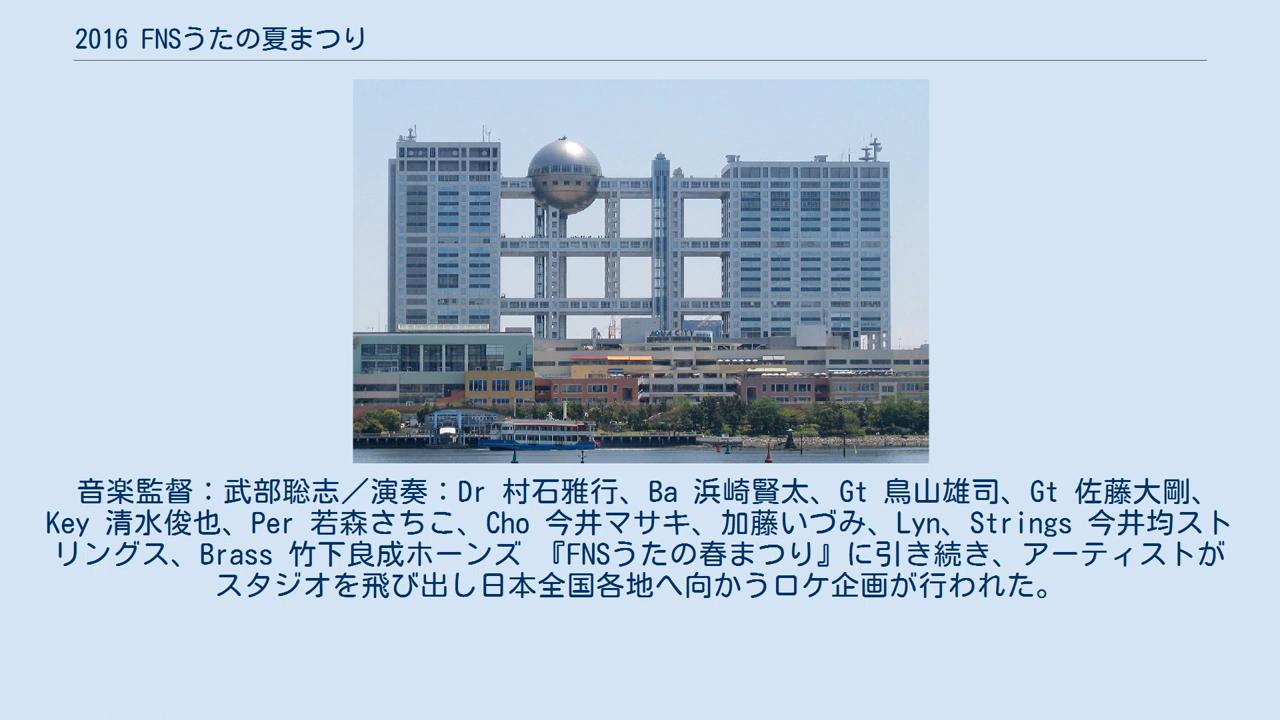 2016 FNSうたの夏まつり
AQUA CITY
音楽監督：武部聡志／演奏：Dr 村石雅行、Ba 浜崎賢太、Gt 鳥山雄司、Gt 佐藤大剛、
Key 清水俊也、Per 若森さちこ、Cho 今井マサキ、加藤いづみ、Lyn、Strings 今井均スト
リングス、Brass 竹下良成ホーンズ 『FNSうたの春まつり』に引き続き、アーティストが
スタジオを飛び出し日本全国各地へ向かうロケ企画が行われた。